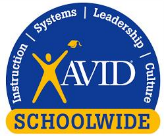 Instruction | Systems | Leadership | Culture
AVID
SCHOOLWIDE